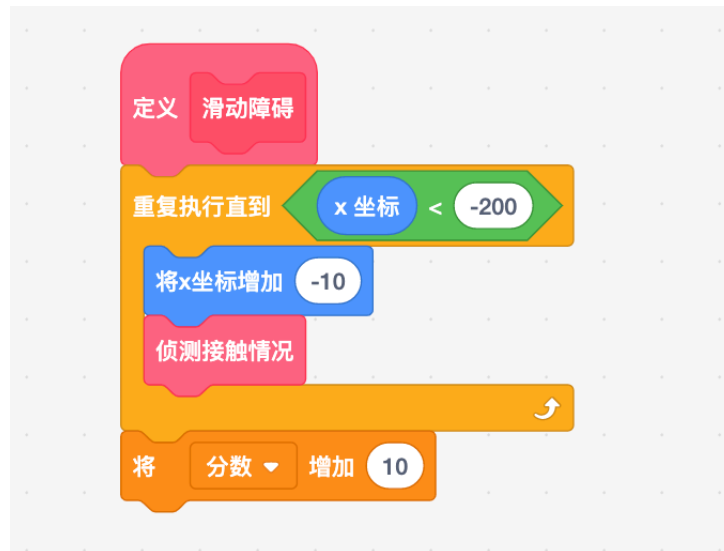 定义 滑动障碍
重复执行直到 x 坐标 < -200
将x坐标增加 -10
侦测接触情况
将 分数 增加 10